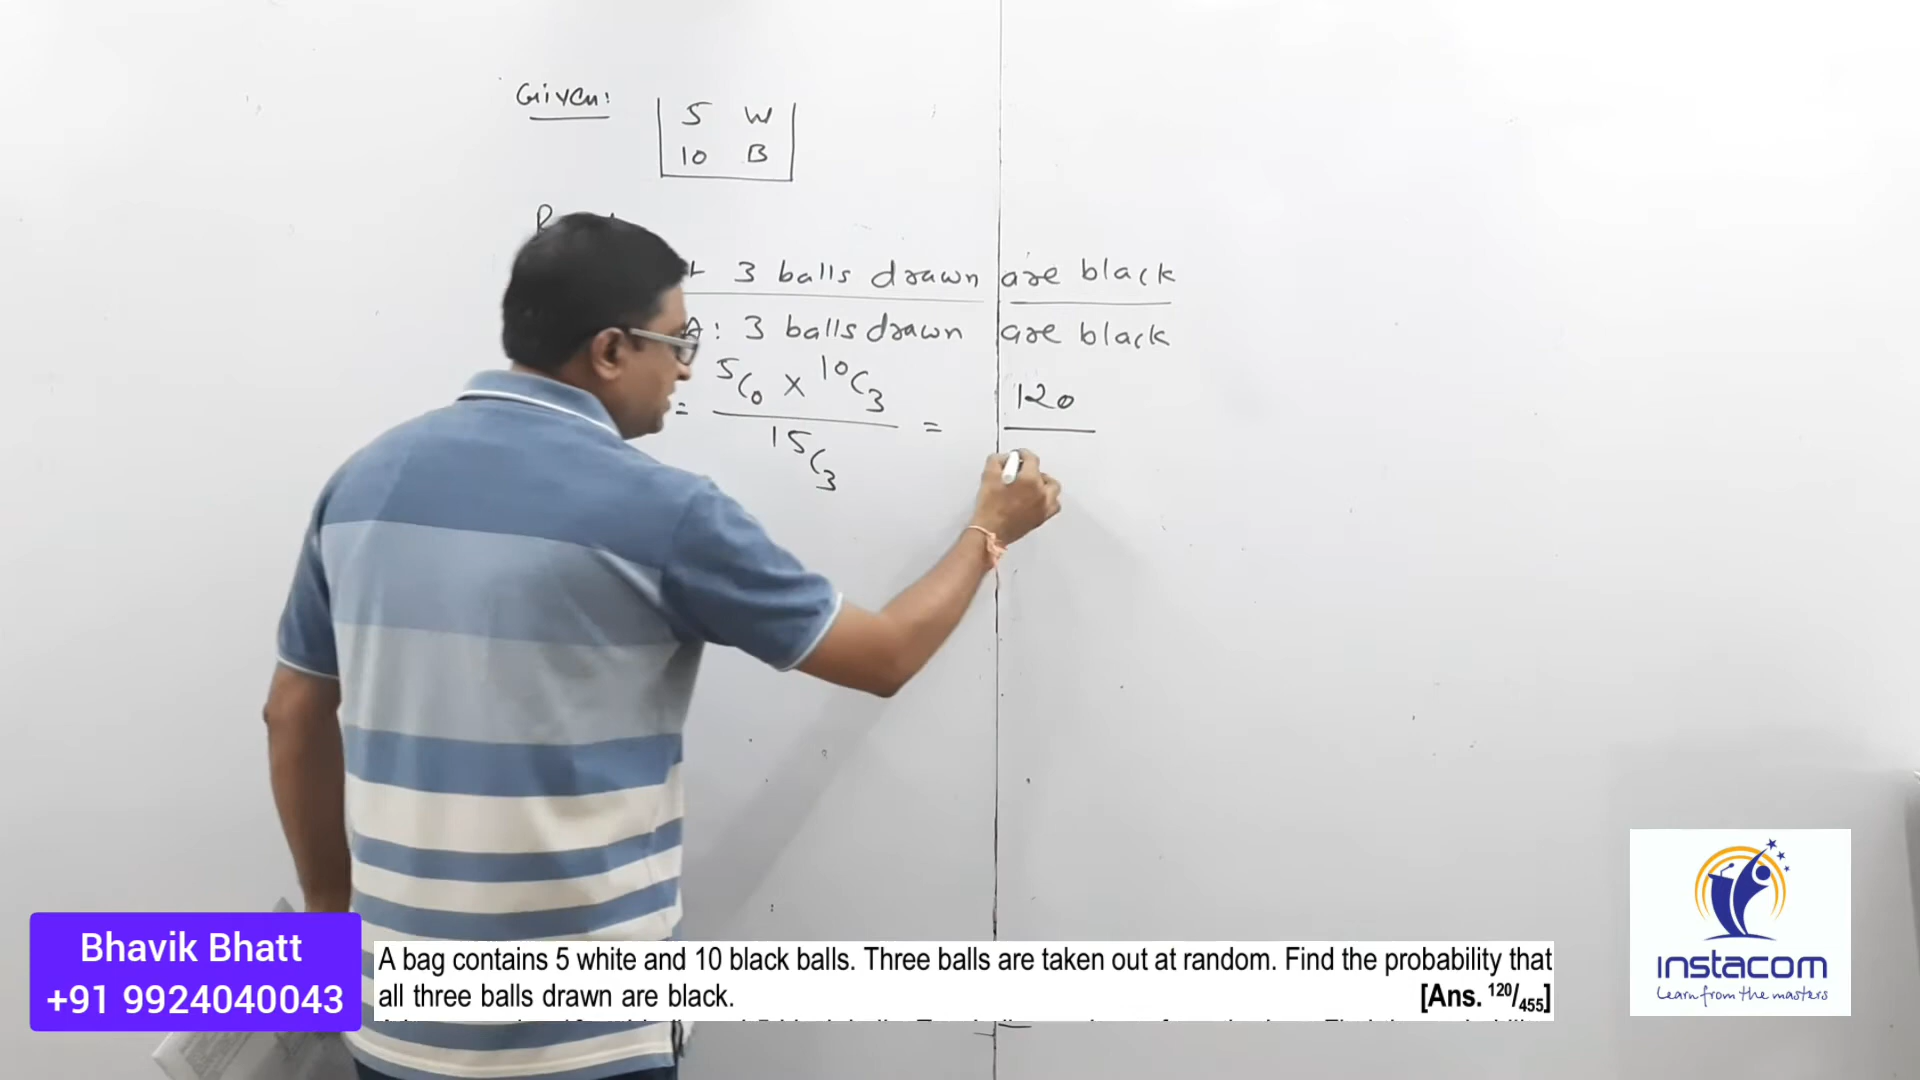 Given:
5 W
10 B
3 balls drawn are black
A: 3 balls drawn are black
= ⁵C₀ × ¹⁰C₃ / ¹⁵C₃ = 120
Bhavik Bhatt
+91 9924040043
A bag contains 5 white and 10 black balls. Three balls are taken out at random. Find the probability that
all three balls drawn are black. [Ans. ¹²⁰/₄₅₅]
instacom
Learn from the masters